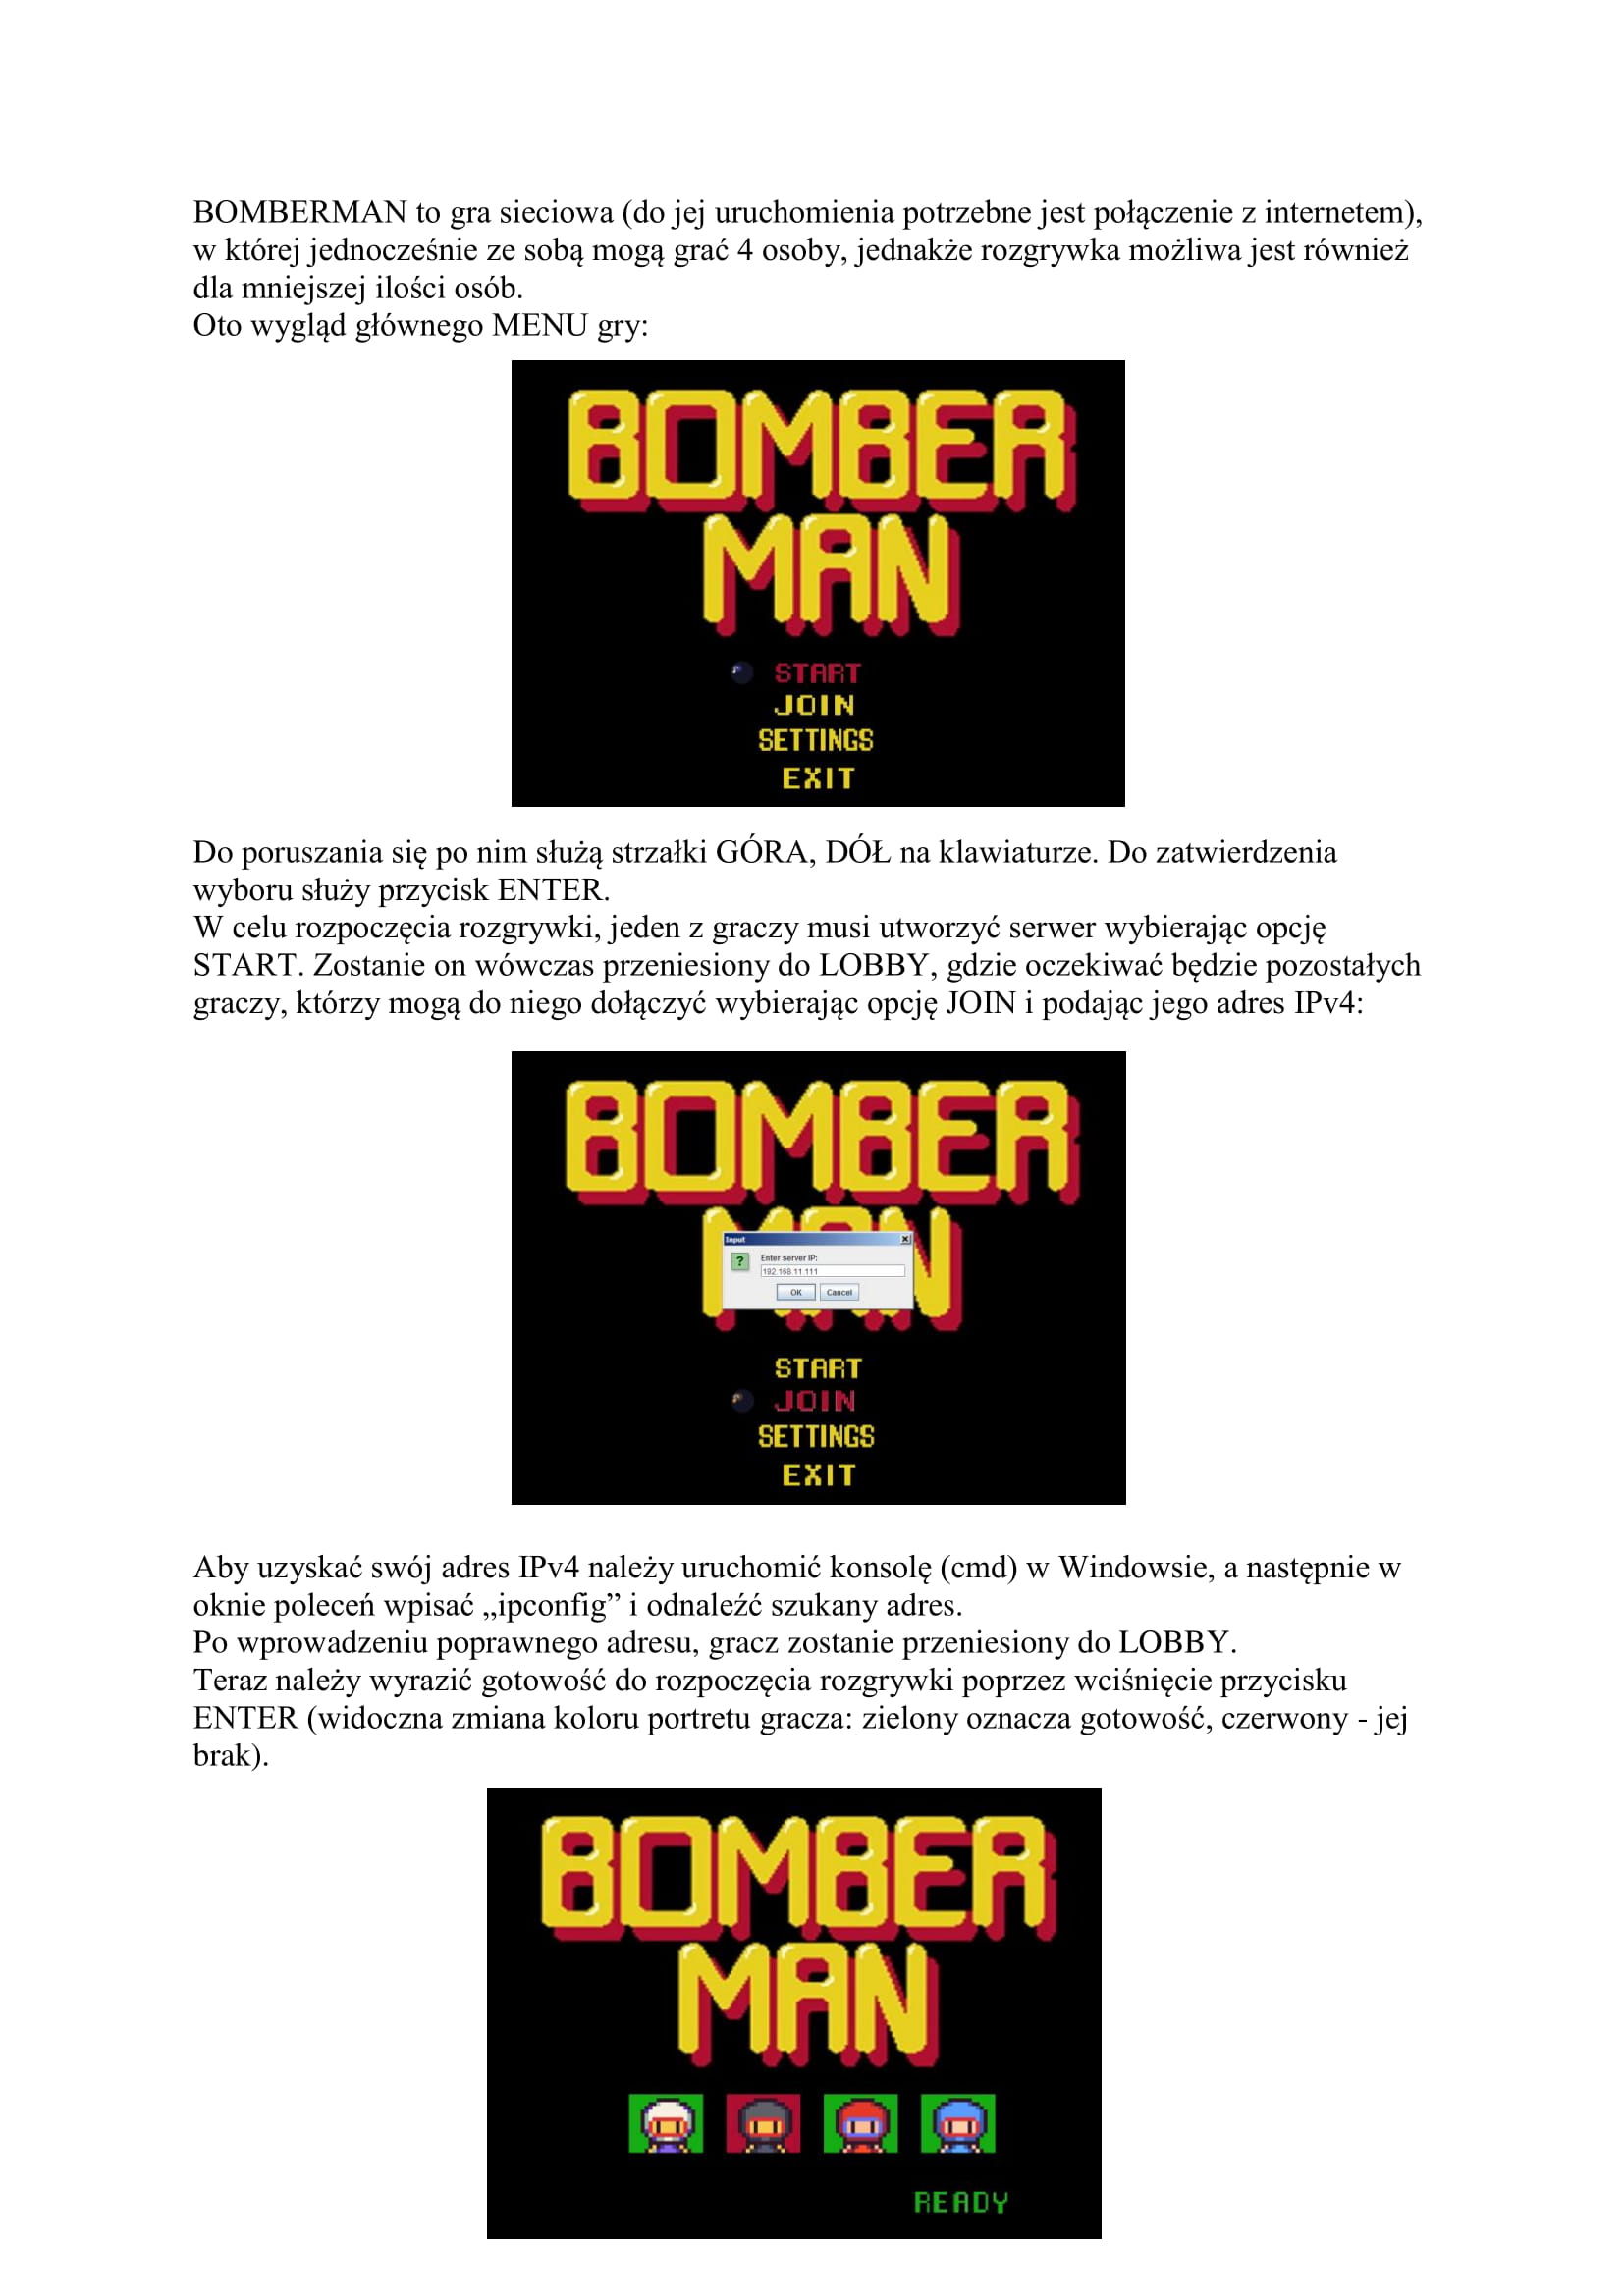 BOMBERMAN to gra sieciowa (do jej uruchomienia potrzebne jest połączenie z internetem),
w której jednocześnie ze sobą mogą grać 4 osoby, jednakże rozgrywka możliwa jest również
dla mniejszej ilości osób.
Oto wygląd głównego MENU gry:
BOMBER
MAN
START
JOIN
SETTINGS
EXIT
Do poruszania się po nim służą strzałki GÓRA, DÓŁ na klawiaturze. Do zatwierdzenia
wyboru służy przycisk ENTER.
W celu rozpoczęcia rozgrywki, jeden z graczy musi utworzyć serwer wybierając opcję
START. Zostanie on wówczas przeniesiony do LOBBY, gdzie oczekiwać będzie pozostałych
graczy, którzy mogą do niego dołączyć wybierając opcję JOIN i podając jego adres IPv4:
BOMBER
MAN
Input
Enter server IP:
192.168.11.111
OK Cancel
START
JOIN
SETTINGS
EXIT
Aby uzyskać swój adres IPv4 należy uruchomić konsolę (cmd) w Windowsie, a następnie w
oknie poleceń wpisać „ipconfig” i odnaleźć szukany adres.
Po wprowadzeniu poprawnego adresu, gracz zostanie przeniesiony do LOBBY.
Teraz należy wyrazić gotowość do rozpoczęcia rozgrywki poprzez wciśnięcie przycisku
ENTER (widoczna zmiana koloru portretu gracza: zielony oznacza gotowość, czerwony - jej
brak).
BOMBER
MAN
READY